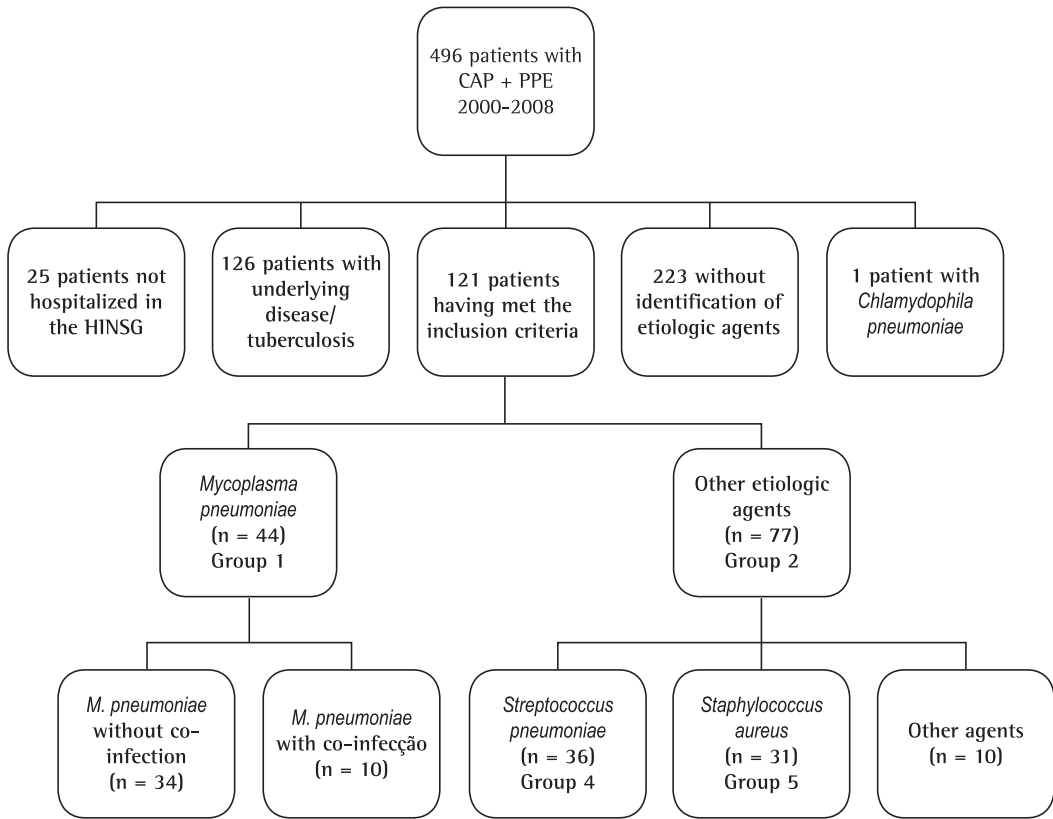 496 patients with
CAP + PPE
2000-2008
25 patients not
hospitalized in
the HINSG
126 patients with
underlying
disease/
tuberculosis
121 patients
having met the
inclusion criteria
223 without
identification of
etiologic agents
1 patient with
Chlamydophila
pneumoniae
Mycoplasma
pneumoniae
(n = 44)
Group 1
Other etiologic
agents
(n = 77)
Group 2
M. pneumoniae
without co-
infection
(n = 34)
M. pneumoniae
with co-infecção
(n = 10)
Streptococcus
pneumoniae
(n = 36)
Group 4
Staphylococcus
aureus
(n = 31)
Group 5
Other agents
(n = 10)